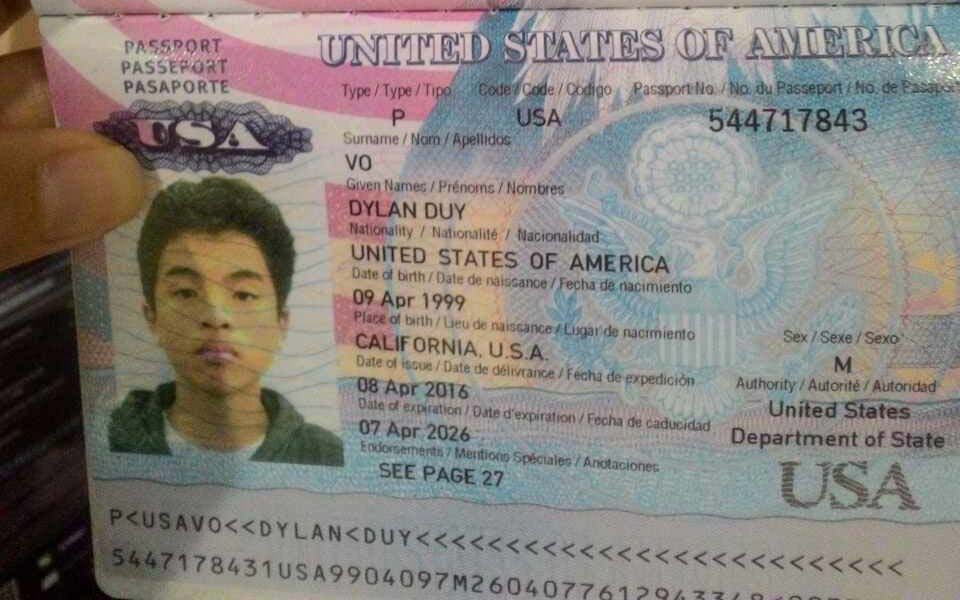 PASSPORT
PASSEPORT
PASAPORTE
USA
UNITED STATES OF AMERICA
Type / Type / Tipo Code / Code / Codigo Passport No. / No. du Passeport / No. de
P USA 544717843
Surname / Nom / Apellidos
VO
Given Names / Prénoms / Nombres
DYLAN DUY
Nationality / Nationalité / Nacionalidad
UNITED STATES OF AMERICA
Date of birth / Date de naissance / Fecha de nacimiento
09 Apr 1999
Place of birth / Lieu de naissance / Lugar de nacimiento
CALIFORNIA, U.S.A.
Sex / Sexe / Sexo
M
Date of issue / Date de délivrance / Fecha de expedición
08 Apr 2016
Authority / Autorité / Autoridad
United States
Department of State
Date of expiration / Date d'expiration / Fecha de caducidad
07 Apr 2026
Endorsements / Mentions Spéciales / Anotaciones
SEE PAGE 27
USA
P<USAVO<<DYLAN<DUY<<<<<<<<<<<<<<<<<<<<<<<<<<
5447178431USA9904097M2604077612943